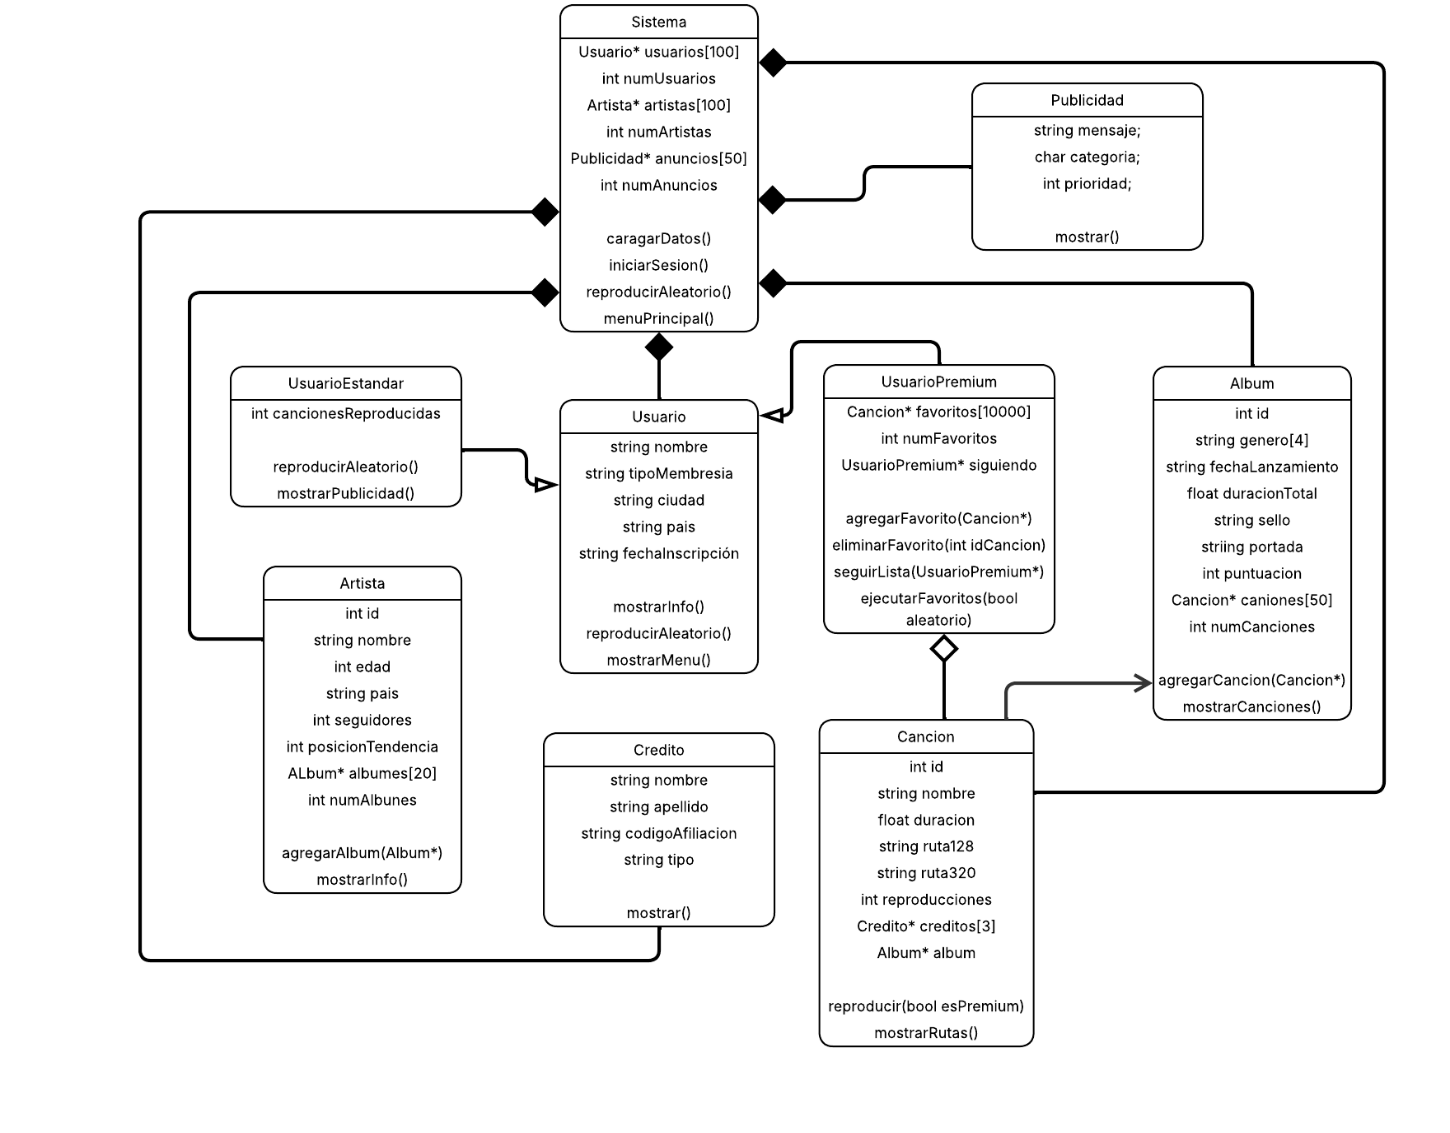 Sistema
Usuario* usuarios[100]
int numUsuarios
Artista* artistas[100]
int numArtistas
Publicidad* anuncios[50]
int numAnuncios
caragarDatos()
iniciarSesion()
reproducirAleatorio()
menuPrincipal()
Publicidad
string mensaje;
char categoria;
int prioridad;
mostrar()
UsuarioEstandar
int cancionesReproducidas
reproducirAleatorio()
mostrarPublicidad()
Usuario
string nombre
string tipoMembresia
string ciudad
string pais
string fechaInscripción
mostrarInfo()
reproducirAleatorio()
mostrarMenu()
UsuarioPremium
Cancion* favoritos[10000]
int numFavoritos
UsuarioPremium* siguiendo
agregarFavorito(Cancion*)
eliminarFavorito(int idCancion)
seguirLista(UsuarioPremium*)
ejecutarFavoritos(bool
aleatorio)
Album
int id
string genero[4]
string fechaLanzamiento
float duracionTotal
string sello
striing portada
int puntuacion
Cancion* caniones[50]
int numCanciones
agregarCancion(Cancion*)
mostrarCanciones()
Artista
int id
string nombre
int edad
string pais
int seguidores
int posicionTendencia
ALbum* albumes[20]
int numAlbunes
agregarAlbum(Album*)
mostrarInfo()
Credito
string nombre
string apellido
string codigoAfiliacion
string tipo
mostrar()
Cancion
int id
string nombre
float duracion
string ruta128
string ruta320
int reproducciones
Credito* creditos[3]
Album* album
reproducir(bool esPremium)
mostrarRutas()